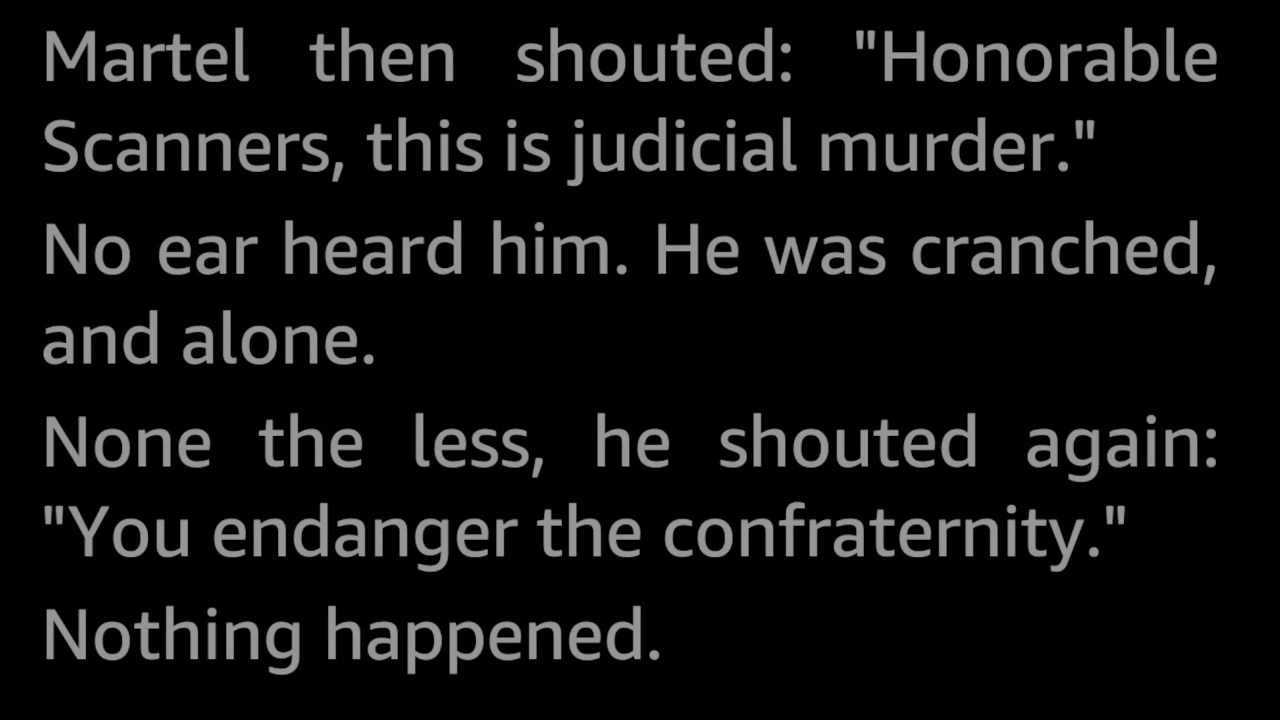 Martel then shouted: "Honorable
Scanners, this is judicial murder."
No ear heard him. He was cranched,
and alone.
None the less, he shouted again:
"You endanger the confraternity."
Nothing happened.